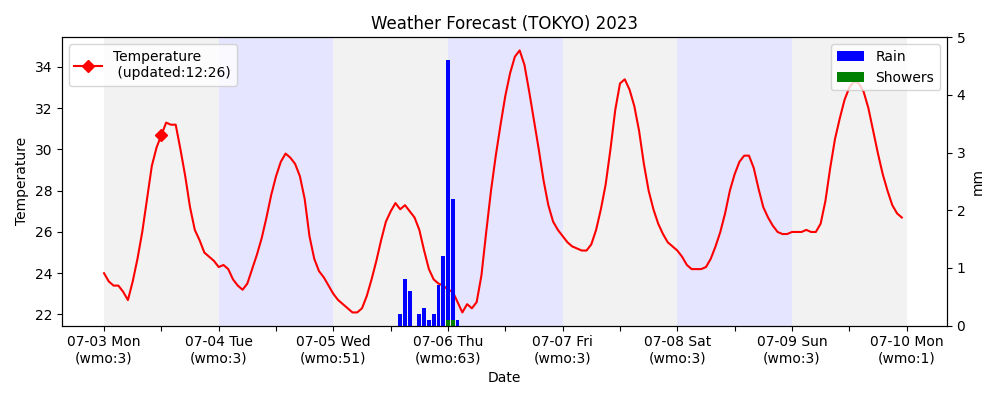 Weather Forecast (TOKYO) 2023
Temperature
(updated:12:26)
Rain
Showers
Temperature
34
32
30
28
26
24
22
5
4
3
2
1
0
mm
07-03 Mon
(wmo:3)
07-04 Tue
(wmo:3)
07-05 Wed
(wmo:51)
07-06 Thu
(wmo:63)
07-07 Fri
(wmo:3)
07-08 Sat
(wmo:3)
07-09 Sun
(wmo:3)
07-10 Mon
(wmo:1)
Date